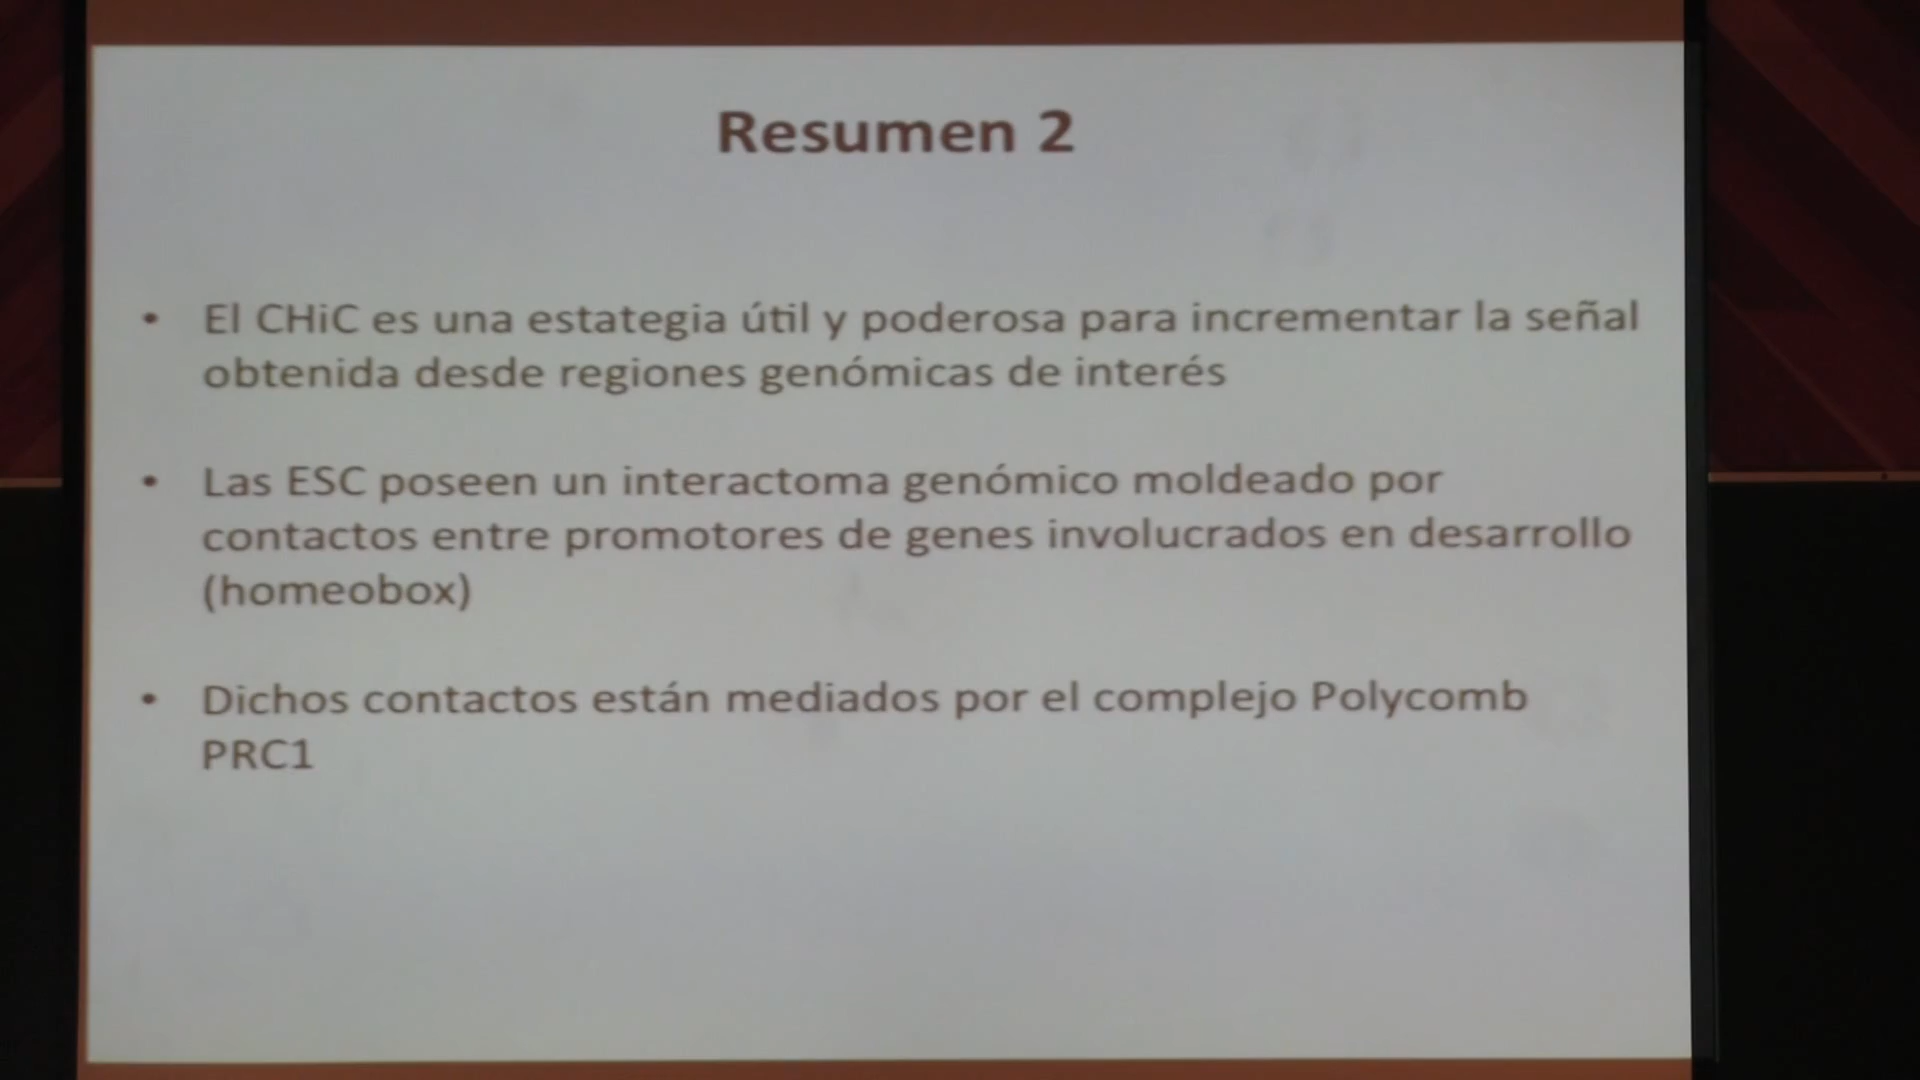 Resumen 2
• El CHiC es una estategia útil y poderosa para incrementar la señal
obtenida desde regiones genómicas de interés
• Las ESC poseen un interactoma genómico moldeado por
contactos entre promotores de genes involucrados en desarrollo
(homeobox)
• Dichos contactos están mediados por el complejo Polycomb
PRC1